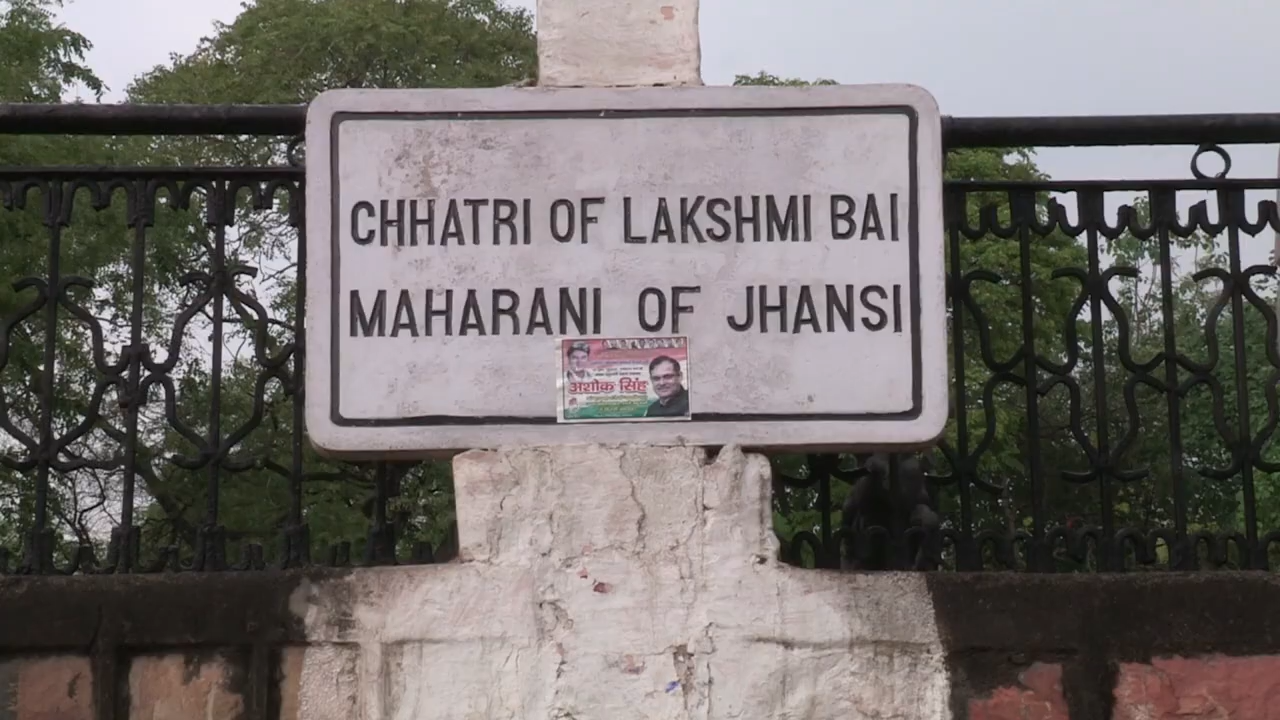 CHHATRI OF LAKSHMI BAI
MAHARANI OF JHANSI
अशोक सिंह